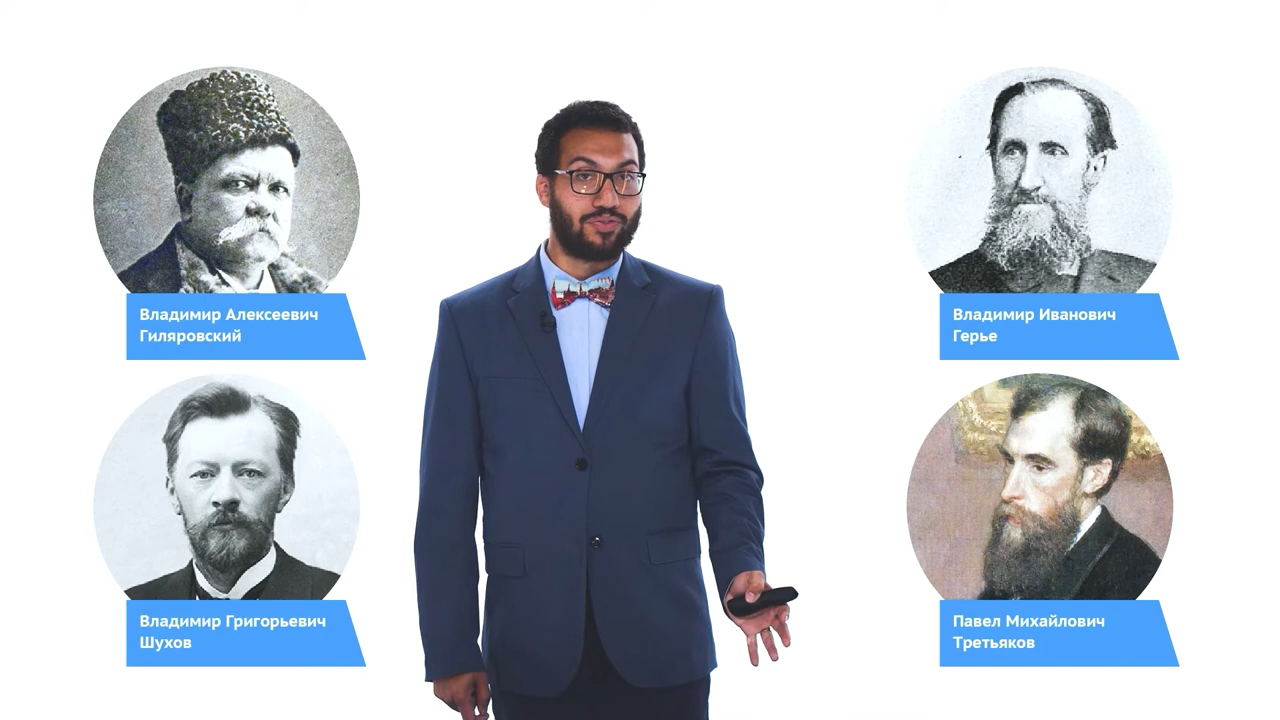 Владимир Алексеевич
Гиляровский
Владимир Иванович
Герье
Владимир Григорьевич
Шухов
Павел Михайлович
Третьяков